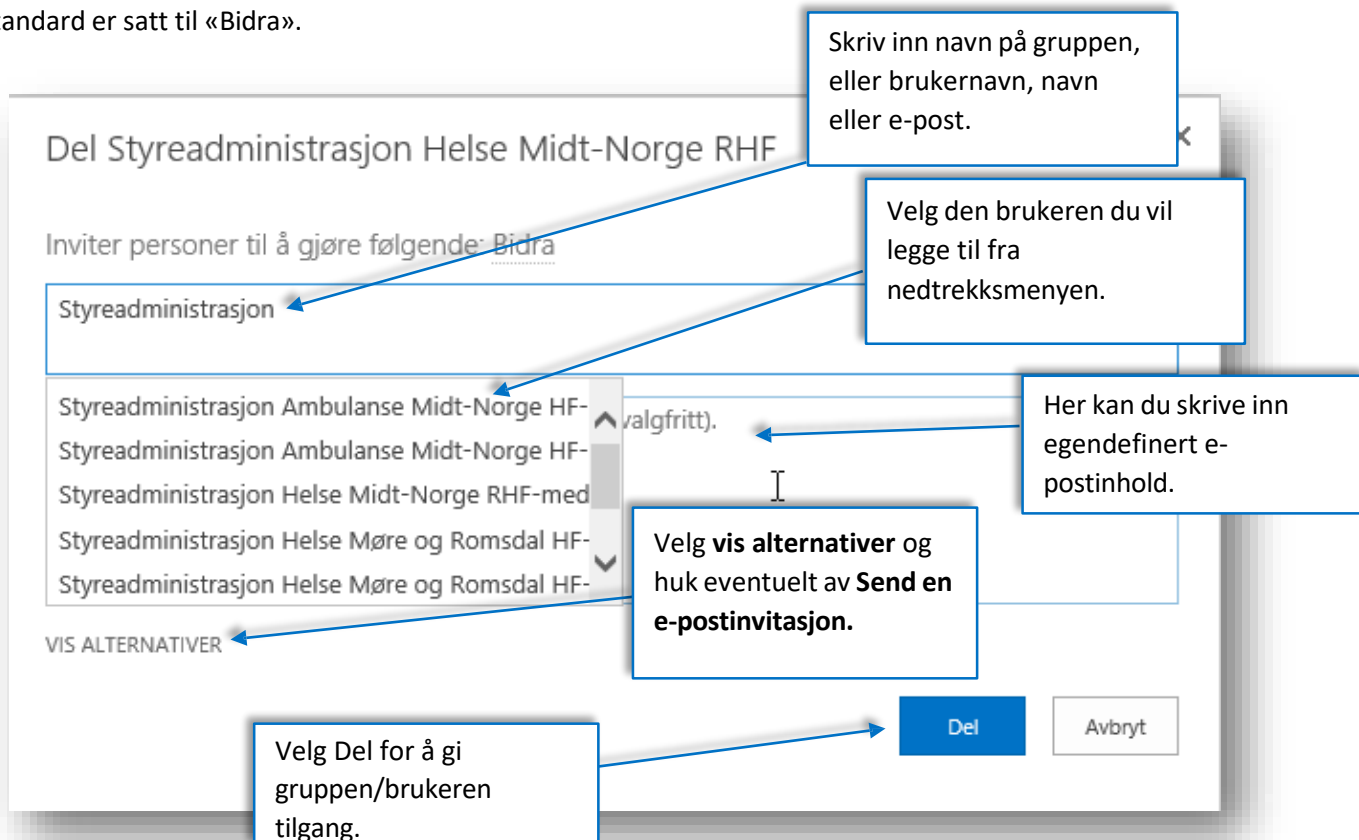 tandard er satt til «Bidra».
Skriv inn navn på gruppen,
eller brukernavn, navn
eller e-post.
Del Styreadministrasjon Helse Midt-Norge RHF
Velg den brukeren du vil
legge til fra
nedtrekksmenyen.
Inviter personer til å gjøre følgende: Bidra
Styreadministrasjon
Styreadministrasjon Ambulanse Midt-Norge HF-
valgfritt).
Styreadministrasjon Ambulanse Midt-Norge HF-
Styreadministrasjon Helse Midt-Norge RHF-med
Styreadministrasjon Helse Møre og Romsdal HF-
Styreadministrasjon Helse Møre og Romsdal HF-
Her kan du skrive inn
egendefinert e-
postinhold.
Velg vis alternativer og
huk eventuelt av Send en
e-postinvitasjon.
VIS ALTERNATIVER
Del
Avbryt
Velg Del for å gi
gruppen/brukeren
tilgang.